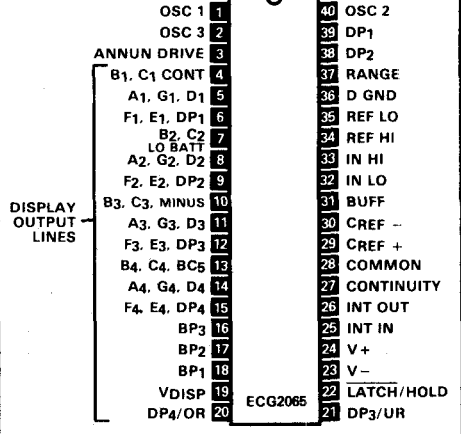 OSC 1 1
OSC 3 2
ANNUN DRIVE 3
B1, C1 CONT 4
A1, G1, D1 5
F1, E1, DP1 6
B2, C2
LO BATT 7
A2, G2, D2 8
F2, E2, DP2 9
B3, C3, MINUS 10
A3, G3, D3 11
F3, E3, DP3 12
B4, C4, BC5 13
A4, G4, D4 14
F4, E4, DP4 15
BP3 16
BP2 17
BP1 18
VDISP 19
DP4/OR 20
DISPLAY
OUTPUT
LINES
ECG2065
40 OSC 2
39 DP1
38 DP2
37 RANGE
36 D GND
35 REF LO
34 REF HI
33 IN HI
32 IN LO
31 BUFF
30 CREF −
29 CREF +
28 COMMON
27 CONTINUITY
26 INT OUT
25 INT IN
24 V+
23 V−
22 LATCH/HOLD
21 DP3/UR